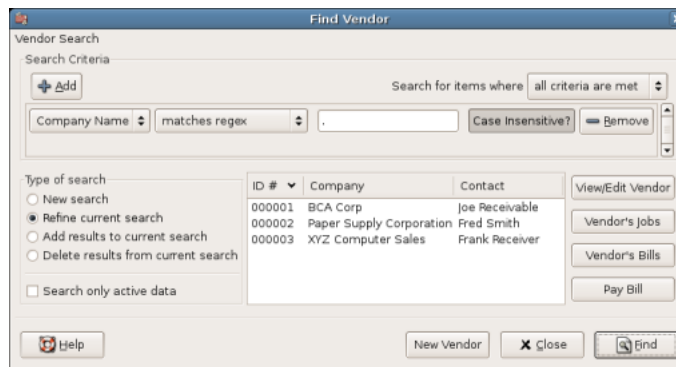 Find Vendor
Vendor Search
Search Criteria
Add
Search for items where all criteria are met
Company Name matches regex . Case Insensitive? Remove
Type of search
New search
Refine current search
Add results to current search
Delete results from current search
Search only active data
ID # Company Contact
000001 BCA Corp Joe Receivable
000002 Paper Supply Corporation Fred Smith
000003 XYZ Computer Sales Frank Receiver
View/Edit Vendor
Vendor's Jobs
Vendor's Bills
Pay Bill
Help New Vendor Close Find